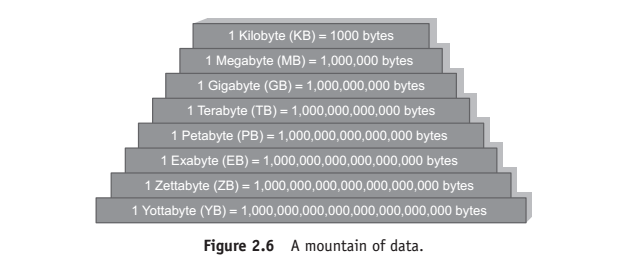 1 Kilobyte (KB) = 1000 bytes
1 Megabyte (MB) = 1,000,000 bytes
1 Gigabyte (GB) = 1,000,000,000 bytes
1 Terabyte (TB) = 1,000,000,000,000 bytes
1 Petabyte (PB) = 1,000,000,000,000,000 bytes
1 Exabyte (EB) = 1,000,000,000,000,000,000 bytes
1 Zettabyte (ZB) = 1,000,000,000,000,000,000,000 bytes
1 Yottabyte (YB) = 1,000,000,000,000,000,000,000,000 bytes
Figure 2.6 A mountain of data.